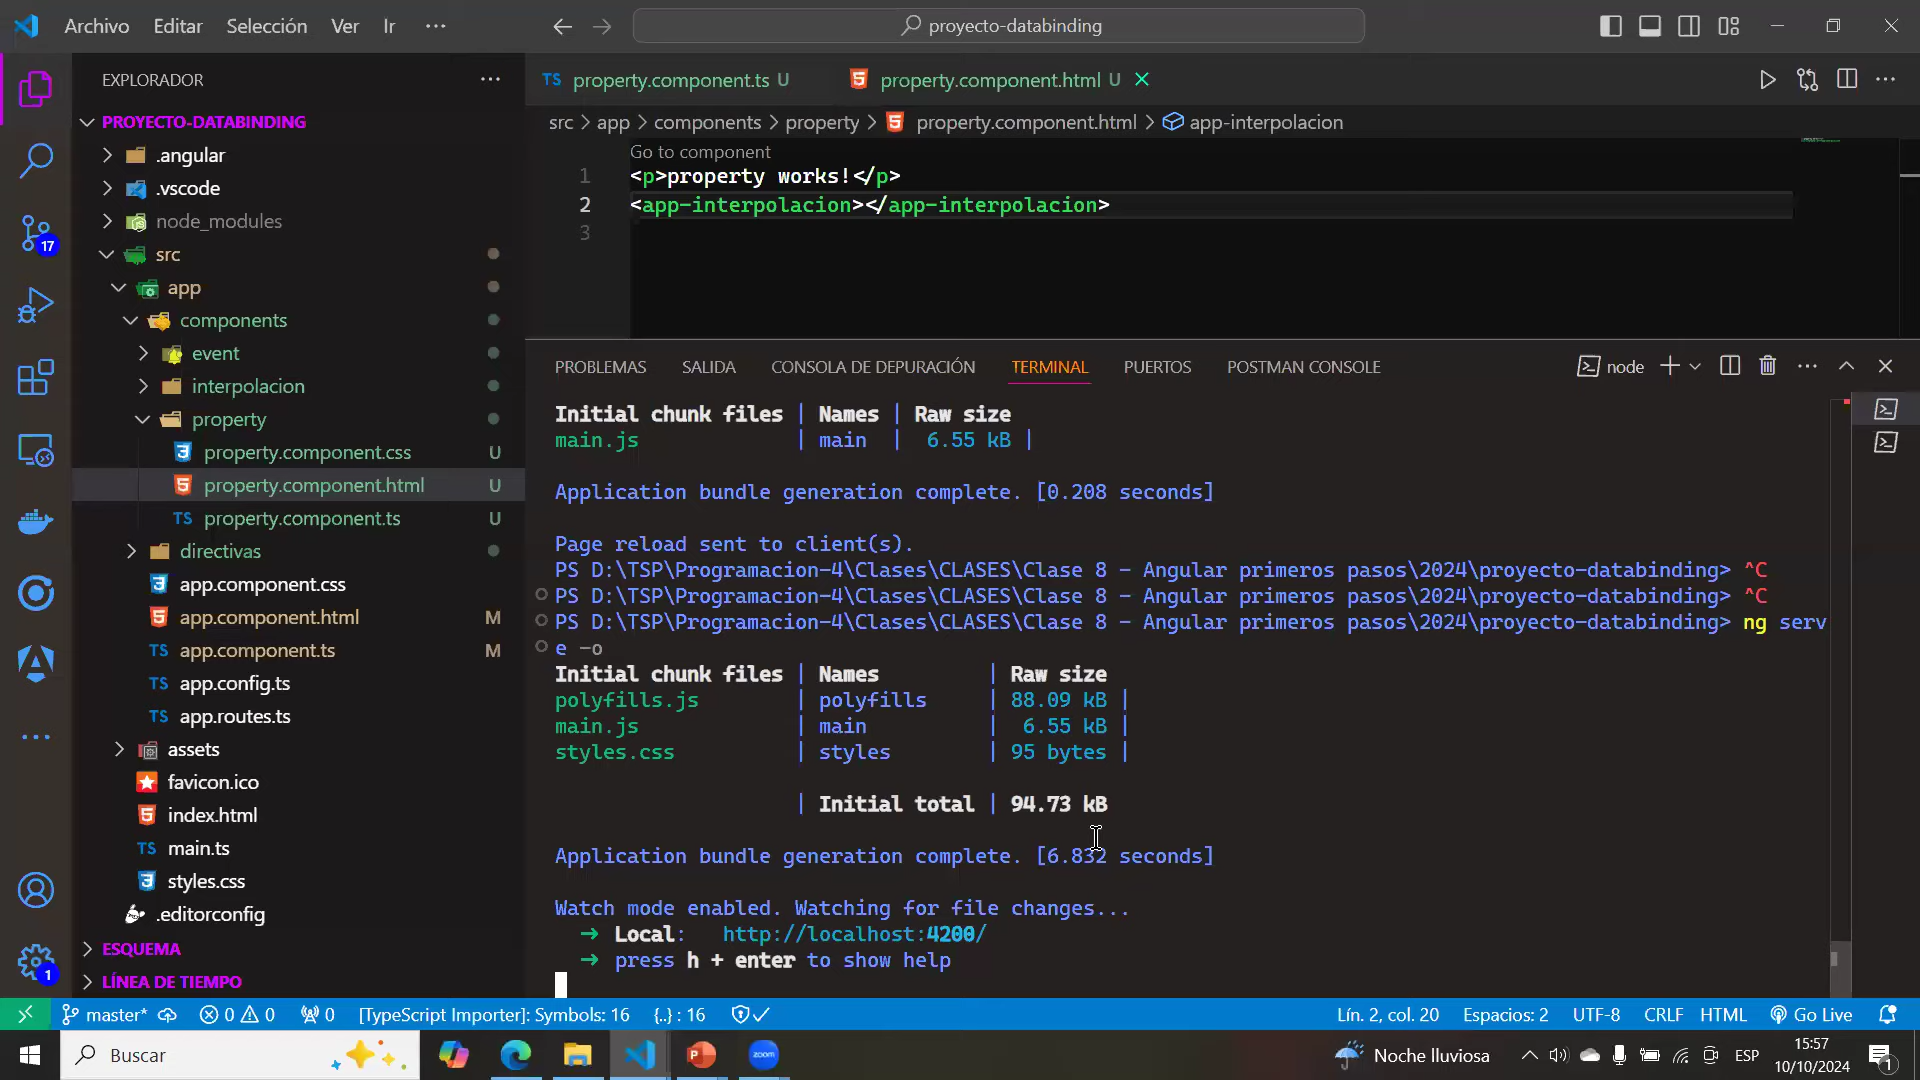 Archivo Editar Selección Ver Ir ··· proyecto-databinding
EXPLORADOR ···
PROYECTO-DATABINDING
.angular
.vscode
node_modules
src
app
components
event
interpolacion
property
property.component.css U
property.component.html U
property.component.ts U
directivas
app.component.css
app.component.html M
app.component.ts M
app.config.ts
app.routes.ts
assets
favicon.ico
index.html
main.ts
styles.css
.editorconfig
ESQUEMA
LÍNEA DE TIEMPO
17
1
TS property.component.ts U property.component.html U
src > app > components > property > property.component.html > app-interpolacion
Go to component
1 <p>property works!</p>
2 <app-interpolacion></app-interpolacion>
3
PROBLEMAS SALIDA CONSOLA DE DEPURACIÓN TERMINAL PUERTOS POSTMAN CONSOLE node
Initial chunk files | Names | Raw size
main.js | main | 6.55 kB |
Application bundle generation complete. [0.208 seconds]
Page reload sent to client(s).
PS D:\TSP\Programacion-4\Clases\CLASES\Clase 8 - Angular primeros pasos\2024\proyecto-databinding> ^C
PS D:\TSP\Programacion-4\Clases\CLASES\Clase 8 - Angular primeros pasos\2024\proyecto-databinding> ^C
PS D:\TSP\Programacion-4\Clases\CLASES\Clase 8 - Angular primeros pasos\2024\proyecto-databinding> ng serv
e -o
Initial chunk files | Names | Raw size
polyfills.js | polyfills | 88.09 kB |
main.js | main | 6.55 kB |
styles.css | styles | 95 bytes |
| Initial total | 94.73 kB
Application bundle generation complete. [6.832 seconds]
Watch mode enabled. Watching for file changes...
➜ Local: http://localhost:4200/
➜ press h + enter to show help
master* 0 0 0 [TypeScript Importer]: Symbols: 16 {..} : 16 Lín. 2, col. 20 Espacios: 2 UTF-8 CRLF HTML Go Live
Buscar zoom Noche lluviosa ESP 15:57
10/10/2024 1